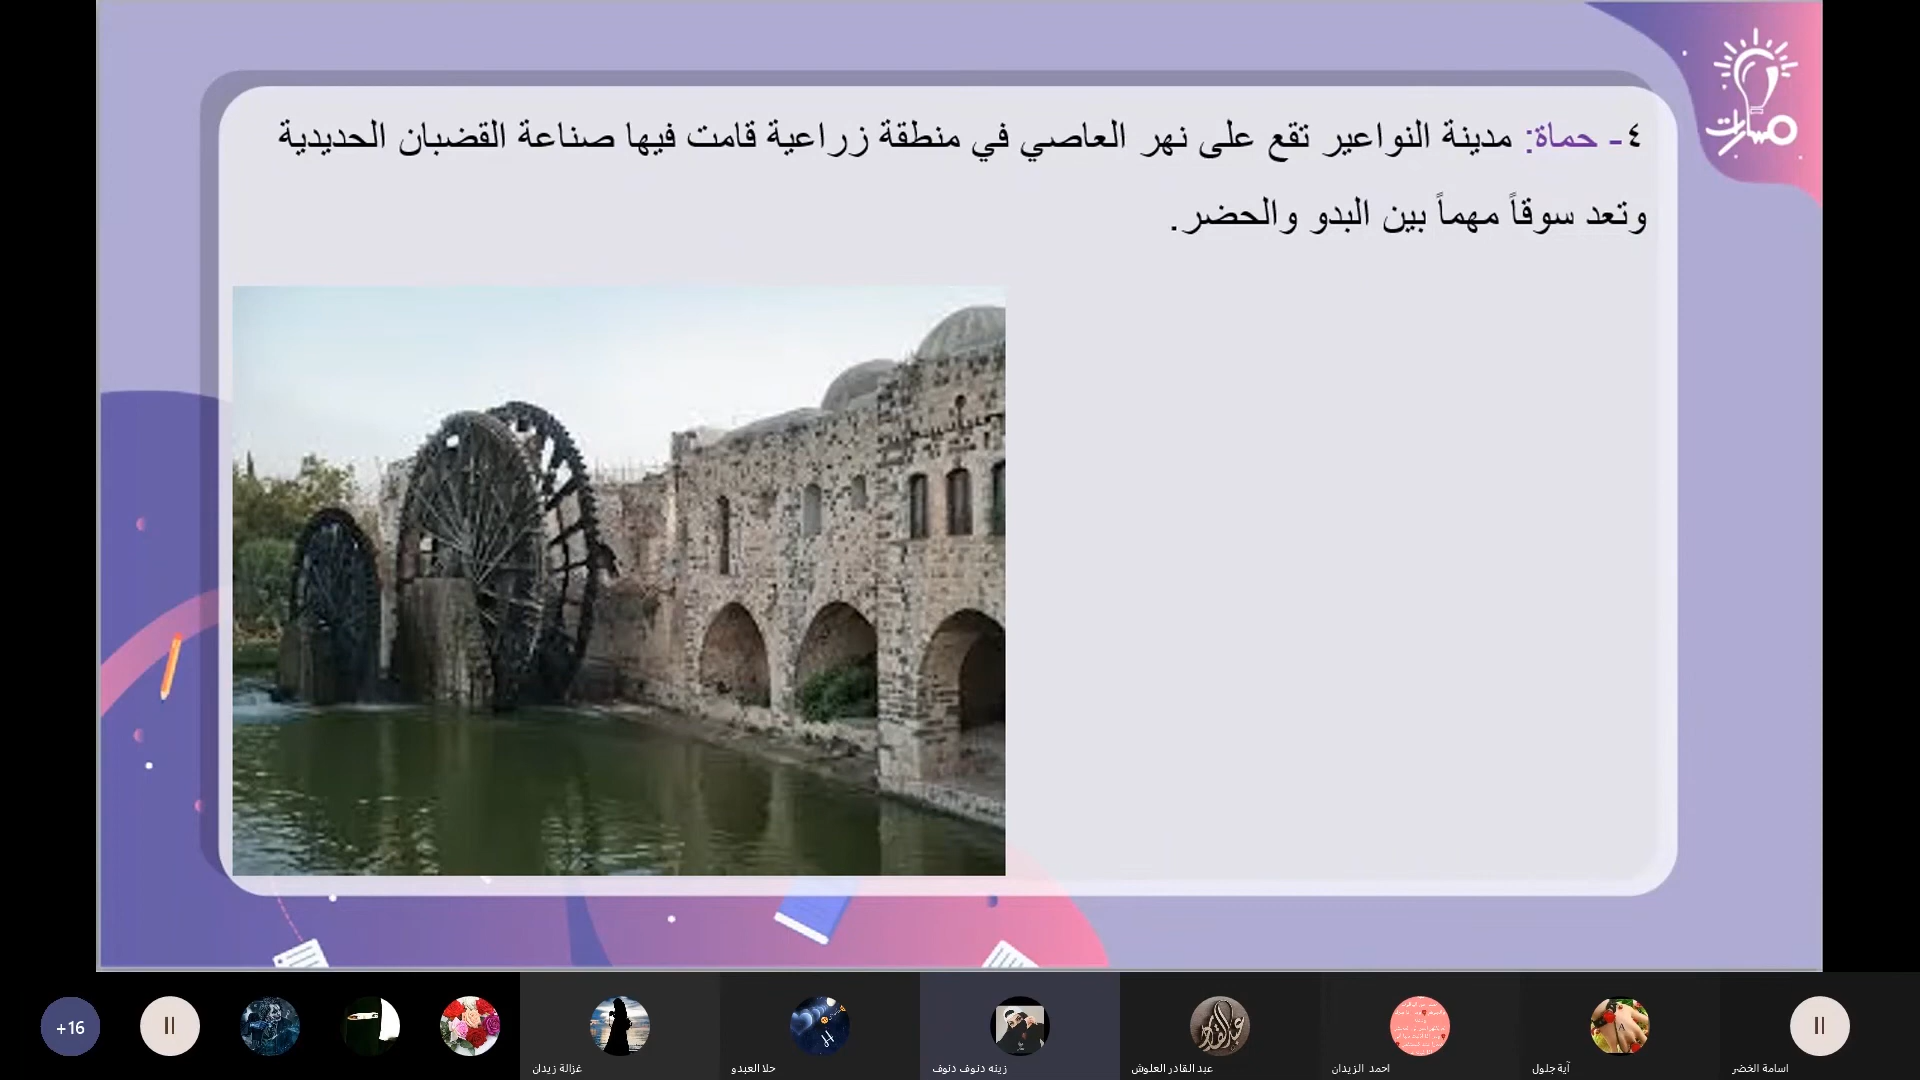 ٤- حماة: مدينة النواعير تقع على نهر العاصي في منطقة زراعية قامت فيها صناعة القضبان الحديدية
وتعد سوقاً مهماً بين البدو والحضر.
مسارات
+16
غزالة زيدان
حلا العبدو
زينه دنوف دنوف
عبد القادر العلوش
احمد الزيدان
آية جلول
اسامة الخضر